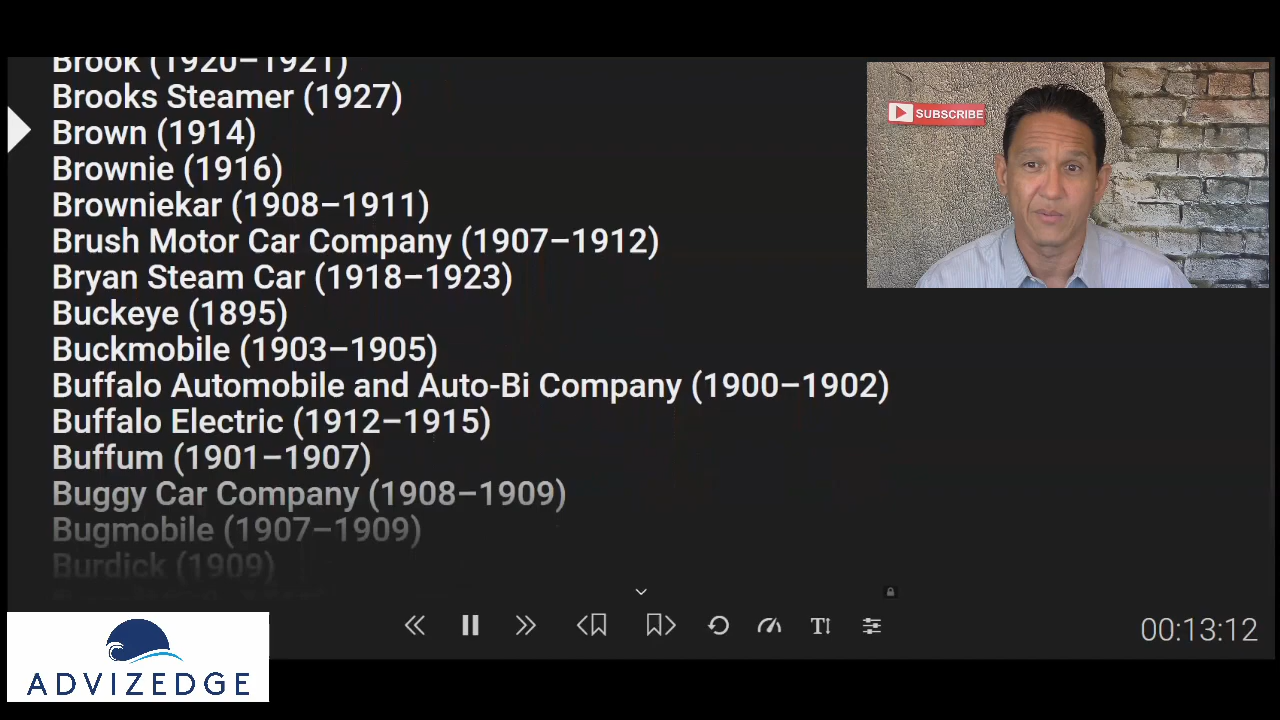 Brook (1920–1921)
Brooks Steamer (1927)
Brown (1914)
Brownie (1916)
Browniekar (1908–1911)
Brush Motor Car Company (1907–1912)
Bryan Steam Car (1918–1923)
Buckeye (1895)
Buckmobile (1903–1905)
Buffalo Automobile and Auto-Bi Company (1900–1902)
Buffalo Electric (1912–1915)
Buffum (1901–1907)
Buggy Car Company (1908–1909)
Bugmobile (1907–1909)
Burdick (1909)
SUBSCRIBE
TI
00:13:12
ADVIZEDGE